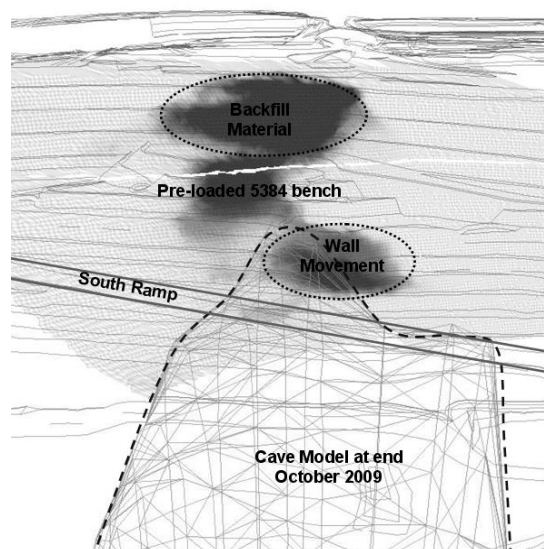 Backfill
Material
Pre-loaded 5384 bench
Wall
Movement
South Ramp
Cave Model at end
October 2009